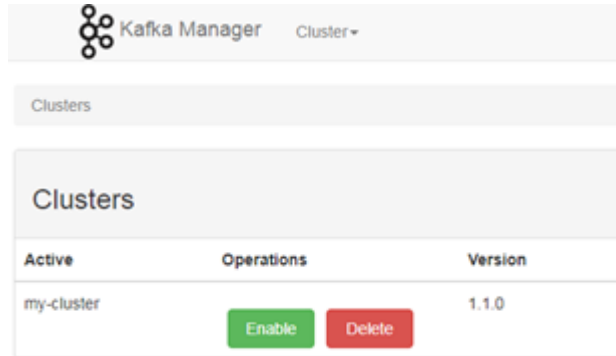 Kafka Manager Cluster
Clusters
Clusters
Active Operations Version
my-cluster Enable Delete 1.1.0